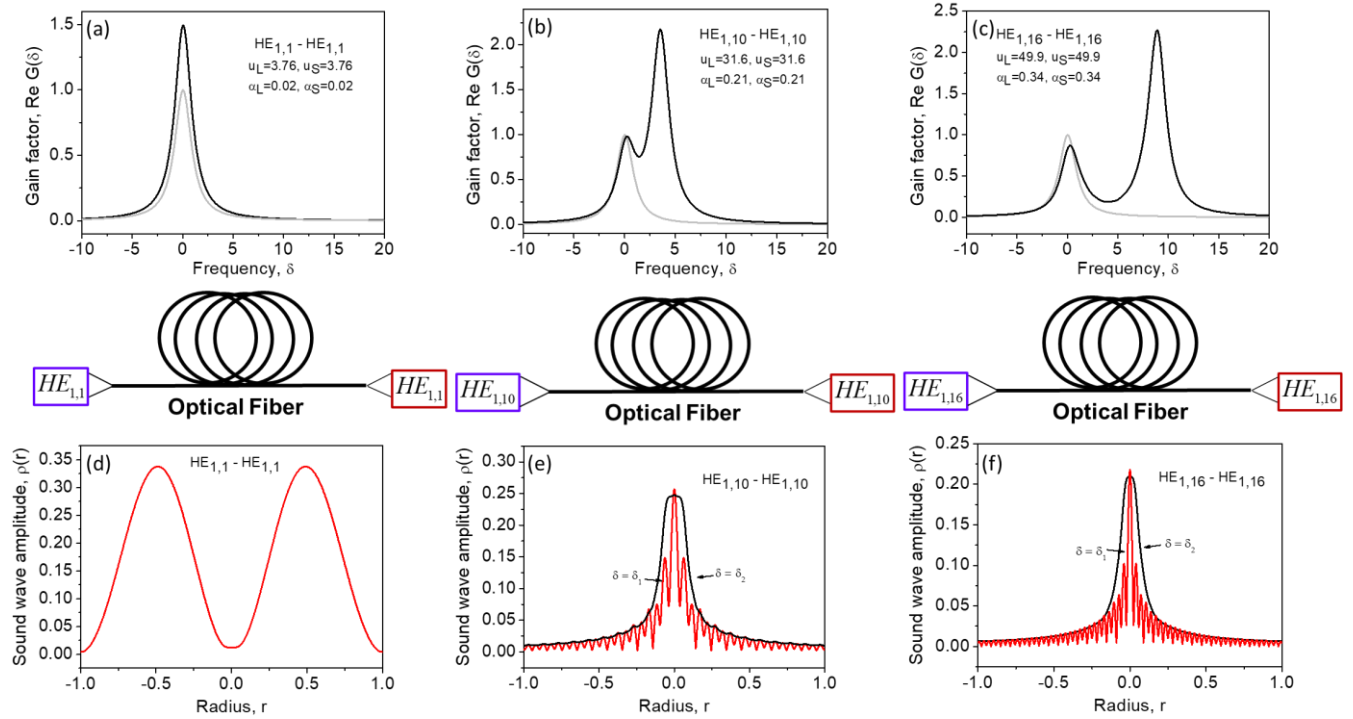 (a)
HE1,1 - HE1,1
uL=3.76, uS=3.76
αL=0.02, αS=0.02
Gain factor, Re G(δ)
1.5
1.0
0.5
0.0
-10 -5 0 5 10 15 20
Frequency, δ
(b)
HE1,10 - HE1,10
uL=31.6, uS=31.6
αL=0.21, αS=0.21
Gain factor, Re G(δ)
2.0
1.5
1.0
0.5
0.0
-10 -5 0 5 10 15 20
Frequency, δ
(c)
HE1,16 - HE1,16
uL=49.9, uS=49.9
αL=0.34, αS=0.34
Gain factor, Re G(δ)
2.5
2.0
1.5
1.0
0.5
0.0
-10 -5 0 5 10 15 20
Frequency, δ
HE1,1
Optical Fiber
HE1,1
HE1,10
Optical Fiber
HE1,10
HE1,16
Optical Fiber
HE1,16
(d)
HE1,1 - HE1,1
Sound wave amplitude, ρ(r)
0.35
0.30
0.25
0.20
0.15
0.10
0.05
0.00
-1.0 -0.5 0.0 0.5 1.0
Radius, r
(e)
HE1,10 - HE1,10
δ = δ1
δ = δ2
Sound wave amplitude, ρ(r)
0.30
0.25
0.20
0.15
0.10
0.05
0.00
-1.0 -0.5 0.0 0.5 1.0
Radius, r
(f)
HE1,16 - HE1,16
δ = δ1
δ = δ2
Sound wave amplitude, ρ(r)
0.25
0.20
0.15
0.10
0.05
0.00
-1.0 -0.5 0.0 0.5 1.0
Radius, r